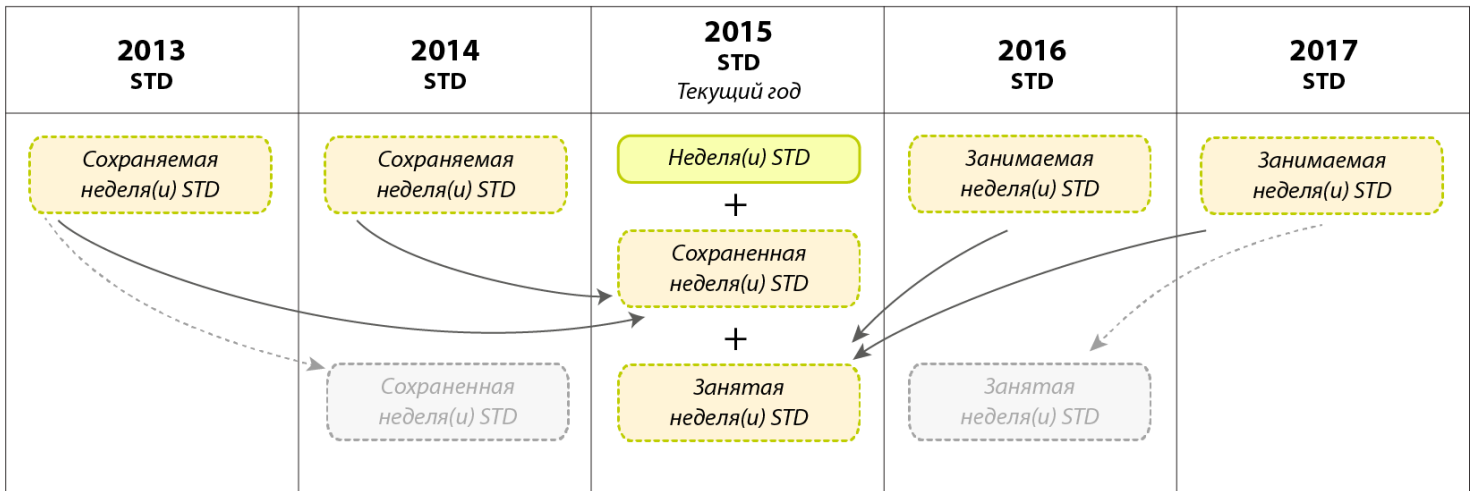 2013
STD
2014
STD
2015
STD
Текущий год
2016
STD
2017
STD
Сохраняемая
неделя(и) STD
Сохраняемая
неделя(и) STD
Неделя(и) STD
+
Сохраненная
неделя(и) STD
+
Занятая
неделя(и) STD
Занимаемая
неделя(и) STD
Занимаемая
неделя(и) STD
Сохраненная
неделя(и) STD
Занятая
неделя(и) STD